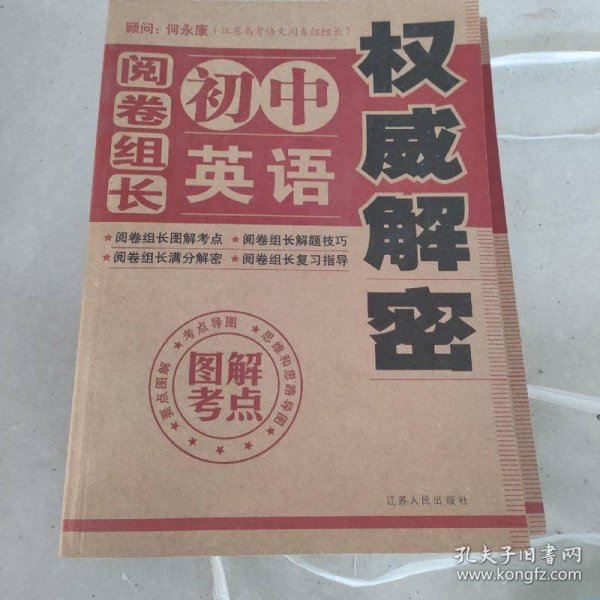 顾问：何永康（江苏高考语文阅卷组组长）
阅卷组长
初中
英语
权威解密
★阅卷组长图解考点 ★阅卷组长解题技巧
★阅卷组长满分解密 ★阅卷组长复习指导
★要点图解 ★考点导图 ★思维和思路导图
图解
考点
江苏人民出版社
孔夫子旧书网
www.kongfz.com